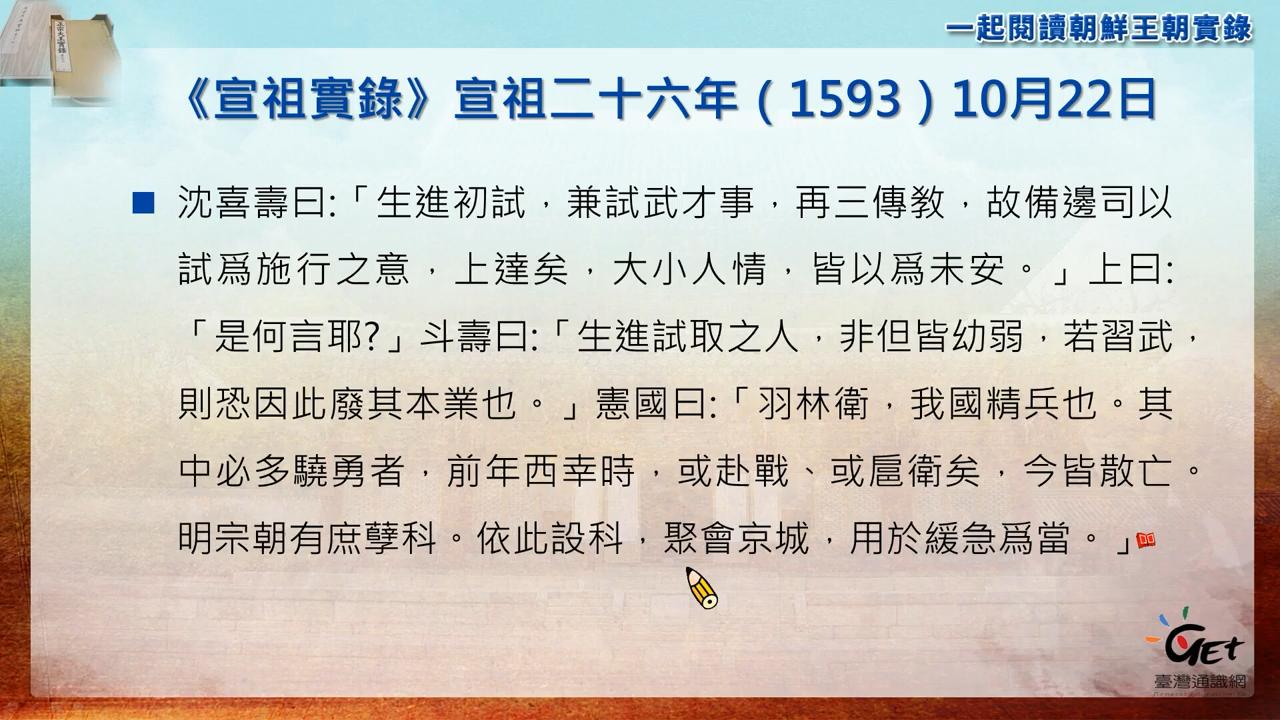 一起閱讀朝鮮王朝實錄
《宣祖實錄》宣祖二十六年（1593）10月22日
沈喜壽曰:「生進初試，兼試武才事，再三傳敎，故備邊司以
試爲施行之意，上達矣，大小人情，皆以爲未安。」上曰:
「是何言耶?」斗壽曰:「生進試取之人，非但皆幼弱，若習武，
則恐因此廢其本業也。」憲國曰:「羽林衛，我國精兵也。其
中必多驍勇者，前年西幸時，或赴戰、或扈衛矣，今皆散亡。
明宗朝有庶孽科。依此設科，聚會京城，用於緩急爲當。」
GEt
臺灣通識網